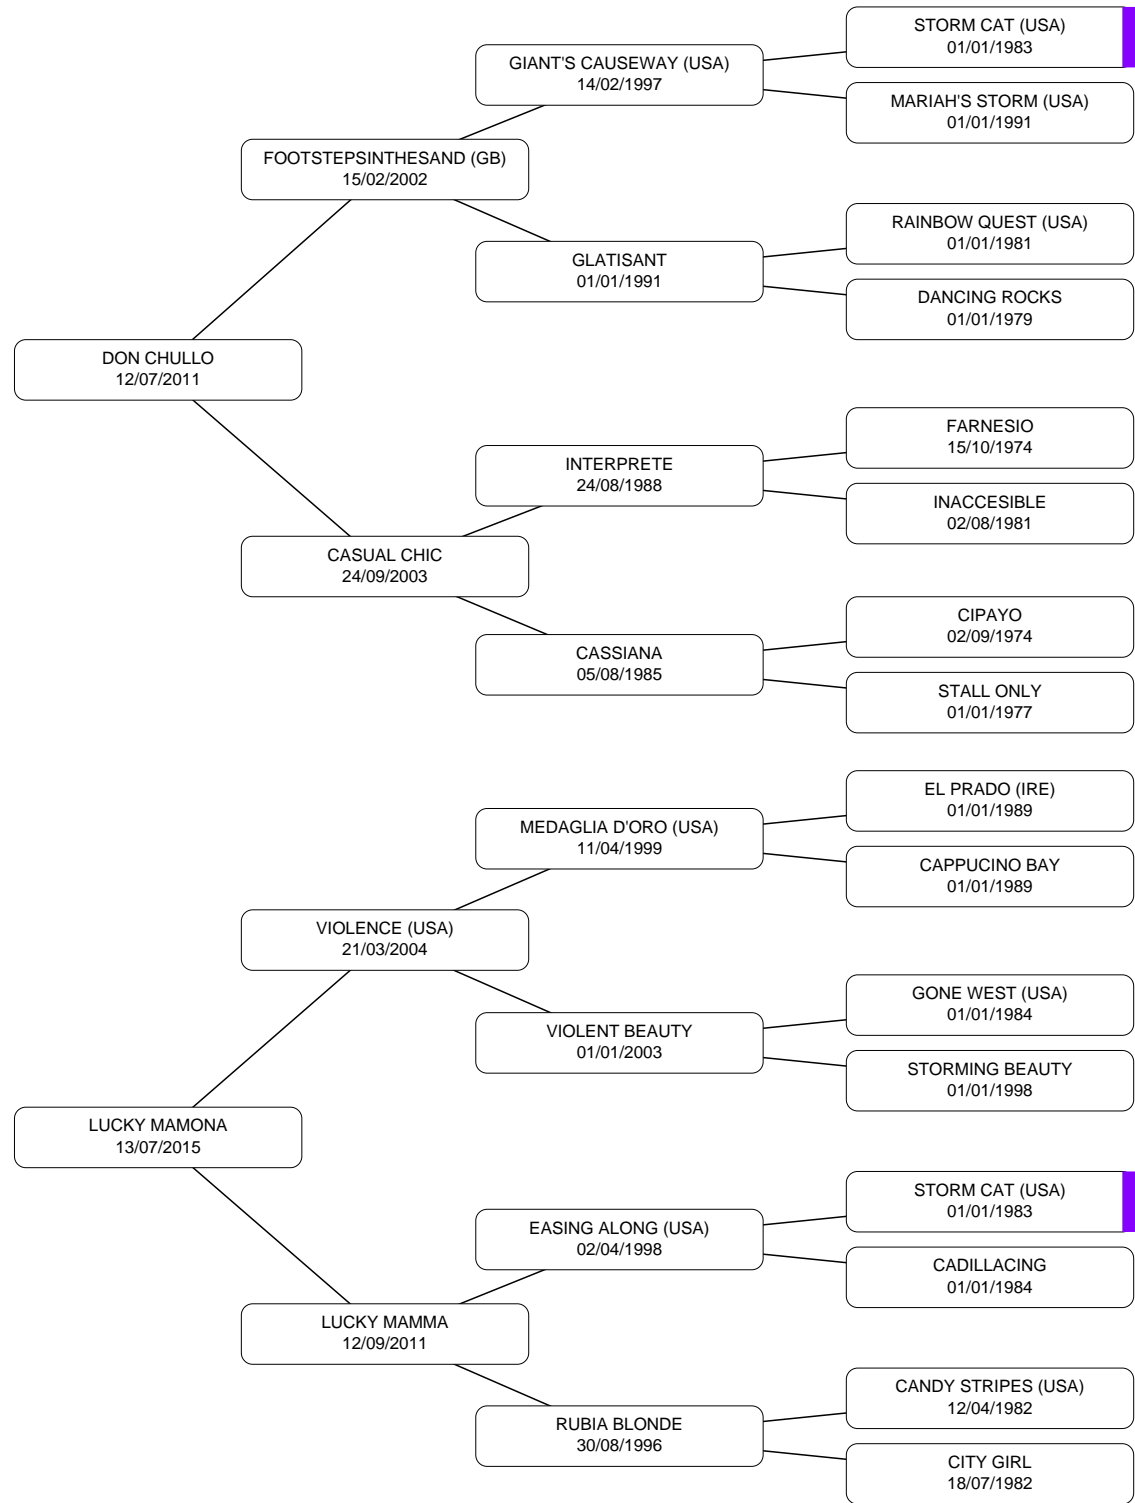 STORM CAT (USA)
01/01/1983
GIANT'S CAUSEWAY (USA)
14/02/1997
MARIAH'S STORM (USA)
01/01/1991
FOOTSTEPSINTHESAND (GB)
15/02/2002
RAINBOW QUEST (USA)
01/01/1981
GLATISANT
01/01/1991
DANCING ROCKS
01/01/1979
DON CHULLO
12/07/2011
FARNESIO
15/10/1974
INTERPRETE
24/08/1988
INACCESIBLE
02/08/1981
CASUAL CHIC
24/09/2003
CIPAYO
02/09/1974
CASSIANA
05/08/1985
STALL ONLY
01/01/1977
EL PRADO (IRE)
01/01/1989
MEDAGLIA D'ORO (USA)
11/04/1999
CAPPUCINO BAY
01/01/1989
VIOLENCE (USA)
21/03/2004
GONE WEST (USA)
01/01/1984
VIOLENT BEAUTY
01/01/2003
STORMING BEAUTY
01/01/1998
LUCKY MAMONA
13/07/2015
STORM CAT (USA)
01/01/1983
EASING ALONG (USA)
02/04/1998
CADILLACING
01/01/1984
LUCKY MAMMA
12/09/2011
CANDY STRIPES (USA)
12/04/1982
RUBIA BLONDE
30/08/1996
CITY GIRL
18/07/1982